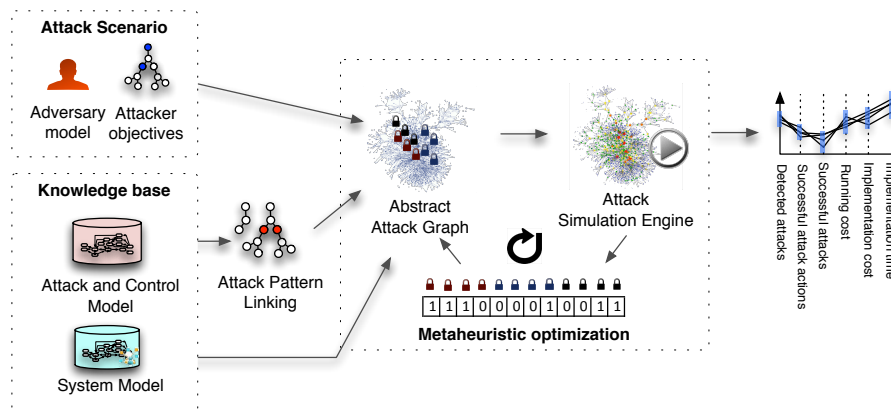 Attack Scenario
Adversary
model
Attacker
objectives
Knowledge base
Attack and Control
Model
System Model
Attack Pattern
Linking
Abstract
Attack Graph
Attack
Simulation Engine
1 1 1 0 0 0 0 1 0 0 1 1
Metaheuristic optimization
Detected attacks
Successful attack actions
Successful attacks
Running cost
Implementation cost
Implementation time